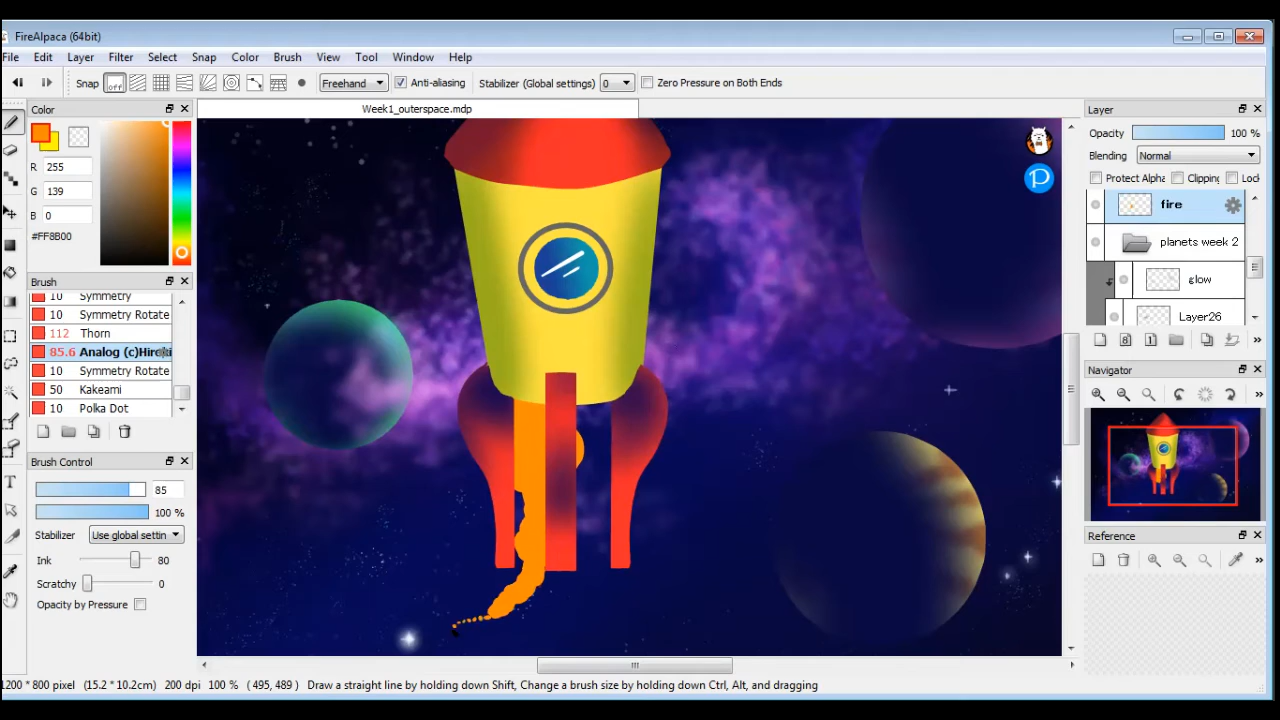 FireAlpaca (64bit)
File Edit Layer Filter Select Snap Color Brush View Tool Window Help
Snap off Freehand Anti-aliasing Stabilizer (Global settings) 0 Zero Pressure on Both Ends
Color
Week1_outerspace.mdp
Layer
Opacity 100 %
Blending Normal
Protect Alpha Clipping Lock
R 255
G 139
B 0
#FF8B00
fire
planets week 2
glow
Layer26
Brush
10 Symmetry
10 Symmetry Rotate
112 Thorn
85.6 Analog (c)
10 Symmetry Rotate
50 Kakeami
10 Polka Dot
8 1
Navigator
Brush Control
85
100 %
Stabilizer Use global settin
Ink 80
Scratchy 0
Opacity by Pressure
Reference
T
P
1200 * 800 pixel (15.2 * 10.2cm) 200 dpi 100 % ( 495, 489 ) Draw a straight line by holding down Shift, Change a brush size by holding down Ctrl, Alt, and dragging